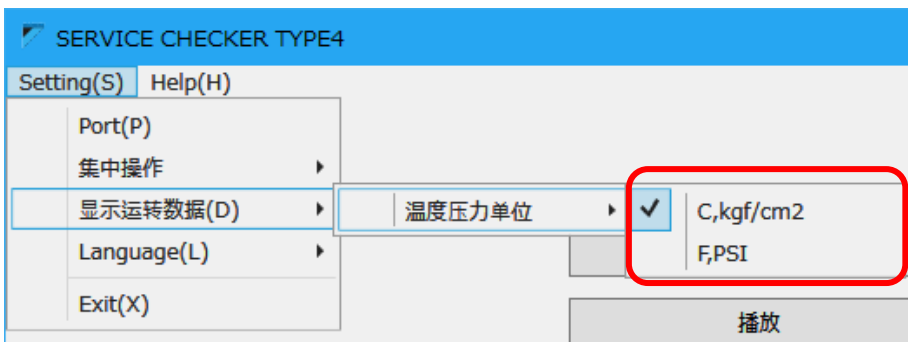 SERVICE CHECKER TYPE4
Setting(S) Help(H)
Port(P)
集中操作
显示运转数据(D)
温度压力单位
C,kgf/cm2
F,PSI
Language(L)
Exit(X)
播放